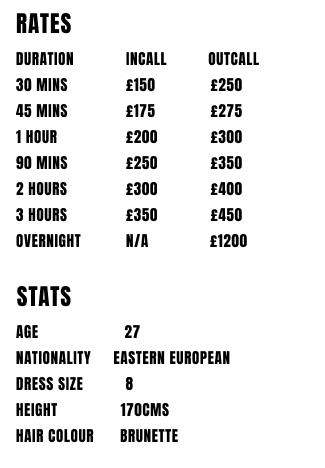 RATES
DURATION INCALL OUTCALL
30 MINS £150 £250
45 MINS £175 £275
1 HOUR £200 £300
90 MINS £250 £350
2 HOURS £300 £400
3 HOURS £350 £450
OVERNIGHT N/A £1200
STATS
AGE 27
NATIONALITY EASTERN EUROPEAN
DRESS SIZE 8
HEIGHT 170CMS
HAIR COLOUR BRUNETTE